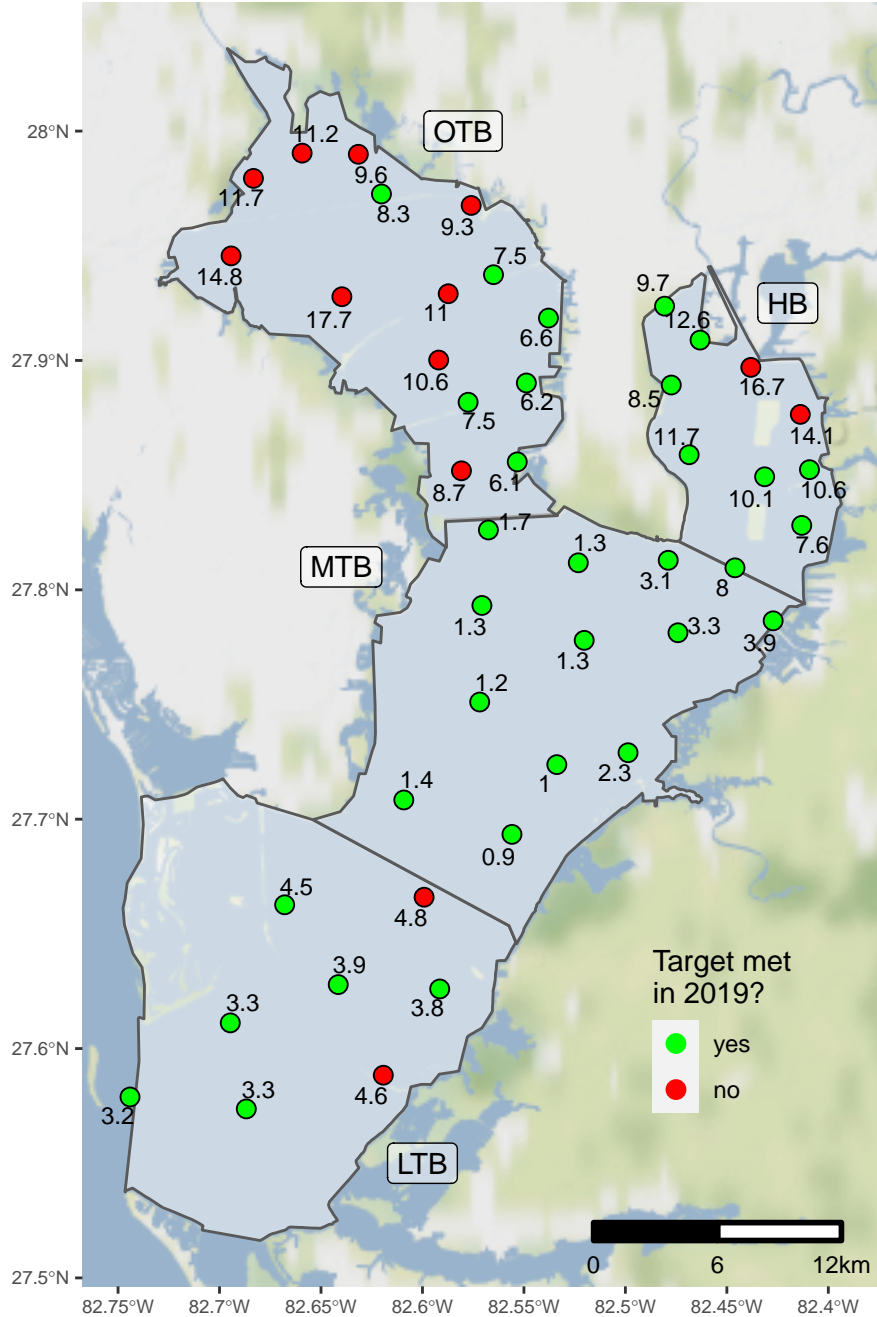 28°N
27.9°N
27.8°N
27.7°N
27.6°N
27.5°N
OTB
11.2
9.6
11.7
8.3
9.3
14.8
7.5
17.7
11
6.6
10.6
6.2
7.5
8.7
6.1
HB
9.7
12.6
16.7
8.5
14.1
11.7
10.1
10.6
7.6
8
MTB
1.7
1.3
3.1
1.3
1.3
3.3
3.9
1.2
1
2.3
1.4
0.9
4.5
4.8
3.9
3.8
3.3
3.2
3.3
4.6
LTB
Target met
in 2019?
yes
no
0 6 12km
82.75°W 82.7°W 82.65°W 82.6°W 82.55°W 82.5°W 82.45°W 82.4°W